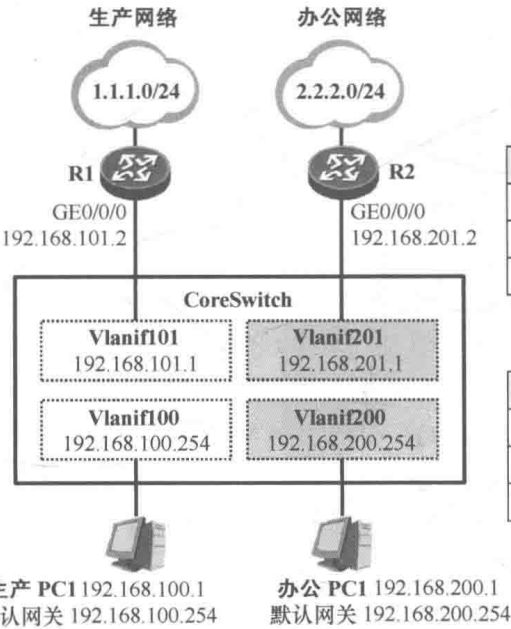 生产网络
办公网络
1.1.1.0/24
2.2.2.0/24
R1
R2
GE0/0/0
192.168.101.2
GE0/0/0
192.168.201.2
CoreSwitch
Vlanif101
192.168.101.1
Vlanif201
192.168.201.1
Vlanif100
192.168.100.254
Vlanif200
192.168.200.254
生产 PC1 192.168.100.1
认网关 192.168.100.254
办公 PC1 192.168.200.1
默认网关 192.168.200.254